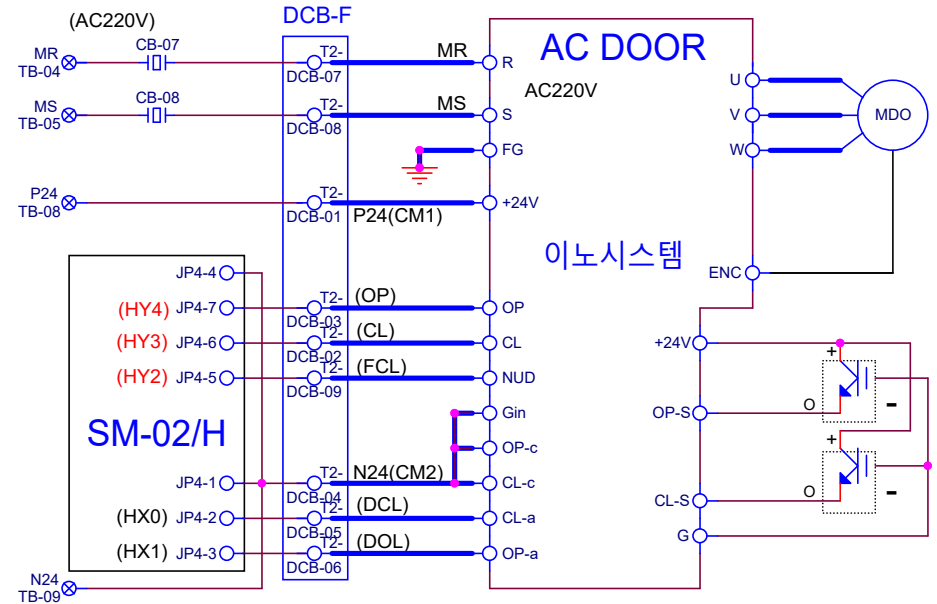 (AC220V)
DCB-F
AC DOOR
AC220V
MR
TB-04
CB-07
T2-
DCB-07
MR
R
U
MS
TB-05
CB-08
T2-
DCB-08
MS
S
V
MDO
FG
W
P24
TB-08
T2-
DCB-01
P24(CM1)
+24V
이노시스템
ENC
JP4-4
(HY4) JP4-7
T2-
DCB-03
(OP)
OP
(HY3) JP4-6
T2-
DCB-02
(CL)
CL
+24V
+
(HY2) JP4-5
T2-
DCB-09
(FCL)
NUD
SM-02/H
Gin
OP-S
O
-
OP-c
+
JP4-1
T2-
DCB-04
N24(CM2)
CL-c
CL-S
O
-
(HX0) JP4-2
T2-
DCB-05
(DCL)
CL-a
G
(HX1) JP4-3
T2-
DCB-06
(DOL)
OP-a
N24
TB-09